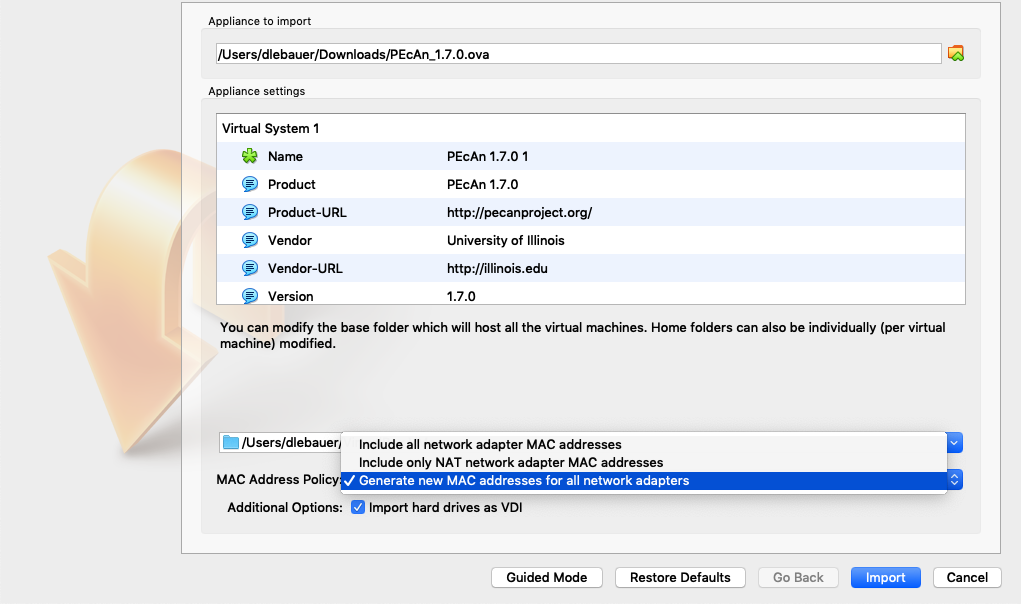 Appliance to import
/Users/dlebauer/Downloads/PEcAn_1.7.0.ova
Appliance settings
Virtual System 1
Name PEcAn 1.7.0 1
Product PEcAn 1.7.0
Product-URL http://pecanproject.org/
Vendor University of Illinois
Vendor-URL http://illinois.edu
Version 1.7.0
You can modify the base folder which will host all the virtual machines. Home folders can also be individually (per virtual
machine) modified.
/Users/dlebauer/
Include all network adapter MAC addresses
Include only NAT network adapter MAC addresses
MAC Address Policy: ✓ Generate new MAC addresses for all network adapters
Additional Options: Import hard drives as VDI
Guided Mode Restore Defaults Go Back Import Cancel